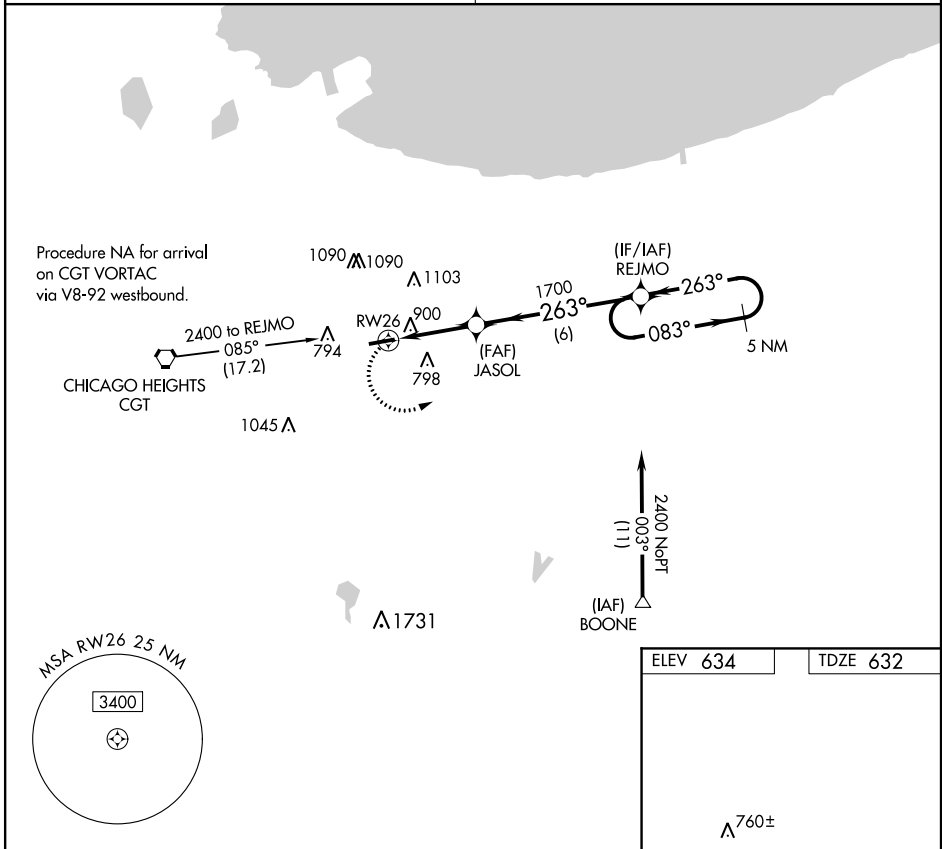 Procedure NA for arrival
on CGT VORTAC
via V8-92 westbound.
1090
1090
1103
(IF/IAF)
REJMO
1700
263°
263°
(6)
083°
5 NM
RW26
900
2400 to REJMO
085°
(17.2)
794
798
(FAF)
JASOL
CHICAGO HEIGHTS
CGT
1045
2400 NoPT
003°
(11)
(IAF)
BOONE
1731
MSA RW26 25 NM
3400
ELEV 634
TDZE 632
760±